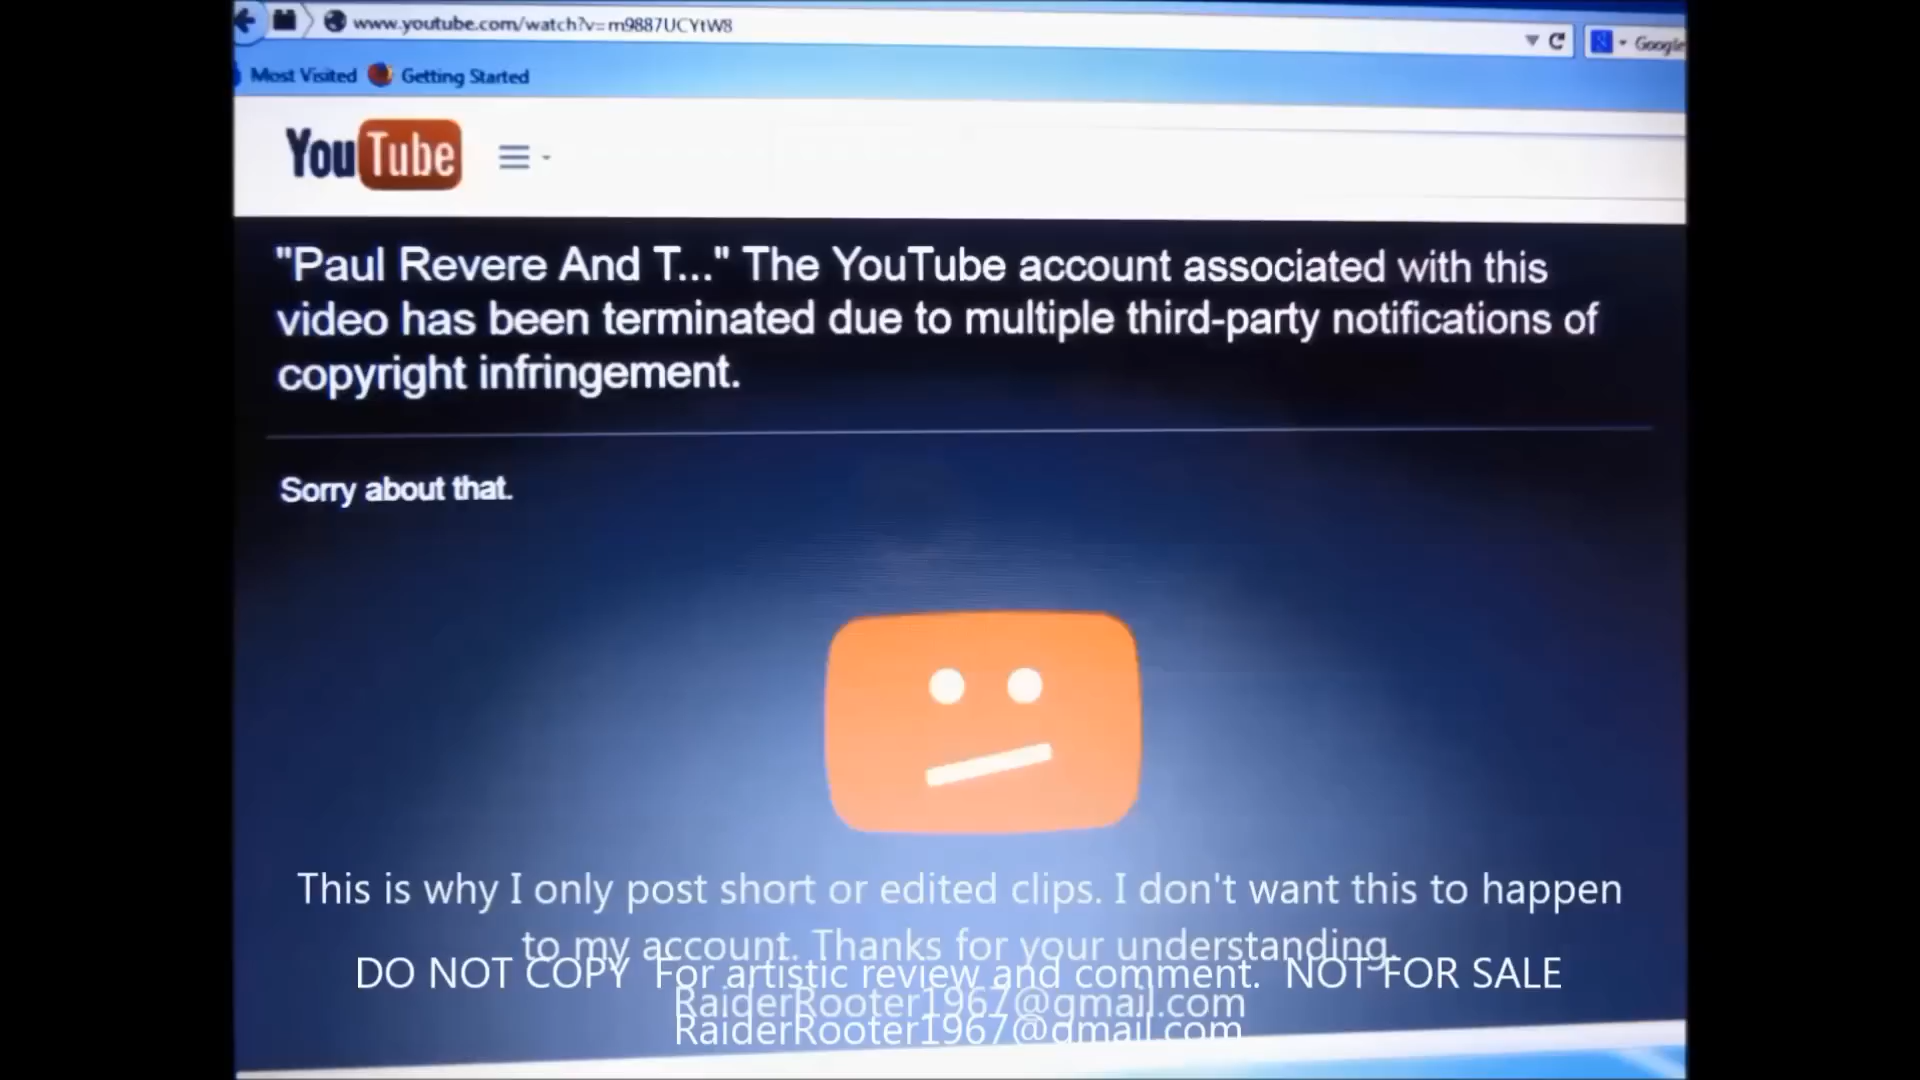 www.youtube.com/watch?v=m9887UCYtW8
Google
Most Visited Getting Started
YouTube
"Paul Revere And T..." The YouTube account associated with this
video has been terminated due to multiple third-party notifications of
copyright infringement.
Sorry about that.
This is why I only post short or edited clips. I don't want this to happen
to my account. Thanks for your understanding.
DO NOT COPY For artistic review and comment. NOT FOR SALE
RaiderRooter1967@gmail.com
RaiderRooter1967@gmail.com